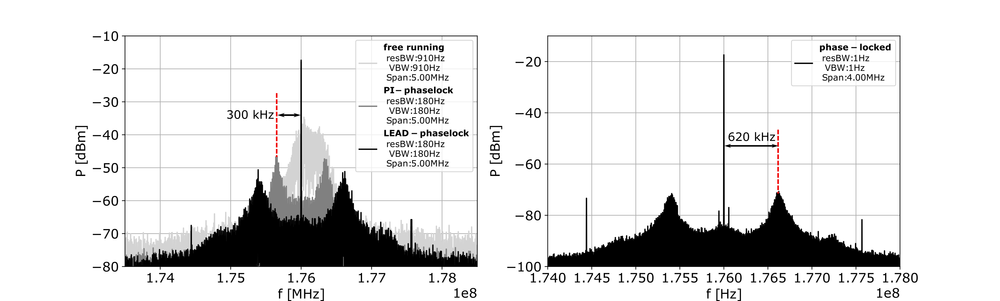 −10
−20
−30
−40
−50
−60
−70
−80
P [dBm]
1.74 1.75 1.76 1.77 1.78
f [MHz]
1e8
300 kHz
free running
resBW:910Hz
VBW:910Hz
Span:5.00MHz
PI− phaselock
resBW:180Hz
VBW:180Hz
Span:5.00MHz
LEAD − phaselock
resBW:180Hz
VBW:180Hz
Span:5.00MHz
−20
−40
−60
−80
−100
P [dBm]
1.740 1.745 1.750 1.755 1.760 1.765 1.770 1.775 1.780
f [Hz]
1e8
620 kHz
phase − locked
resBW:1Hz
VBW:1Hz
Span:4.00MHz